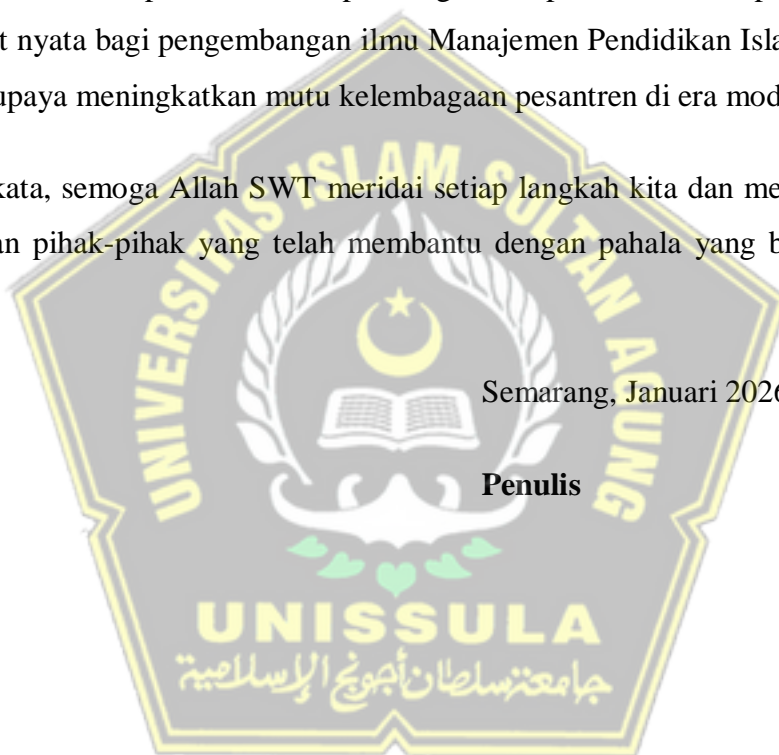 t nyata bagi pengembangan ilmu Manajemen Pendidikan Isla
upaya meningkatkan mutu kelembagaan pesantren di era mod
kata, semoga Allah SWT meridai setiap langkah kita dan me
an pihak-pihak yang telah membantu dengan pahala yang b
Semarang, Januari 2026
Penulis
UNIVERSITAS ISLAM SULTAN AGUNG
UNISSULA
جامعة سلطان أجونج الإسلامية